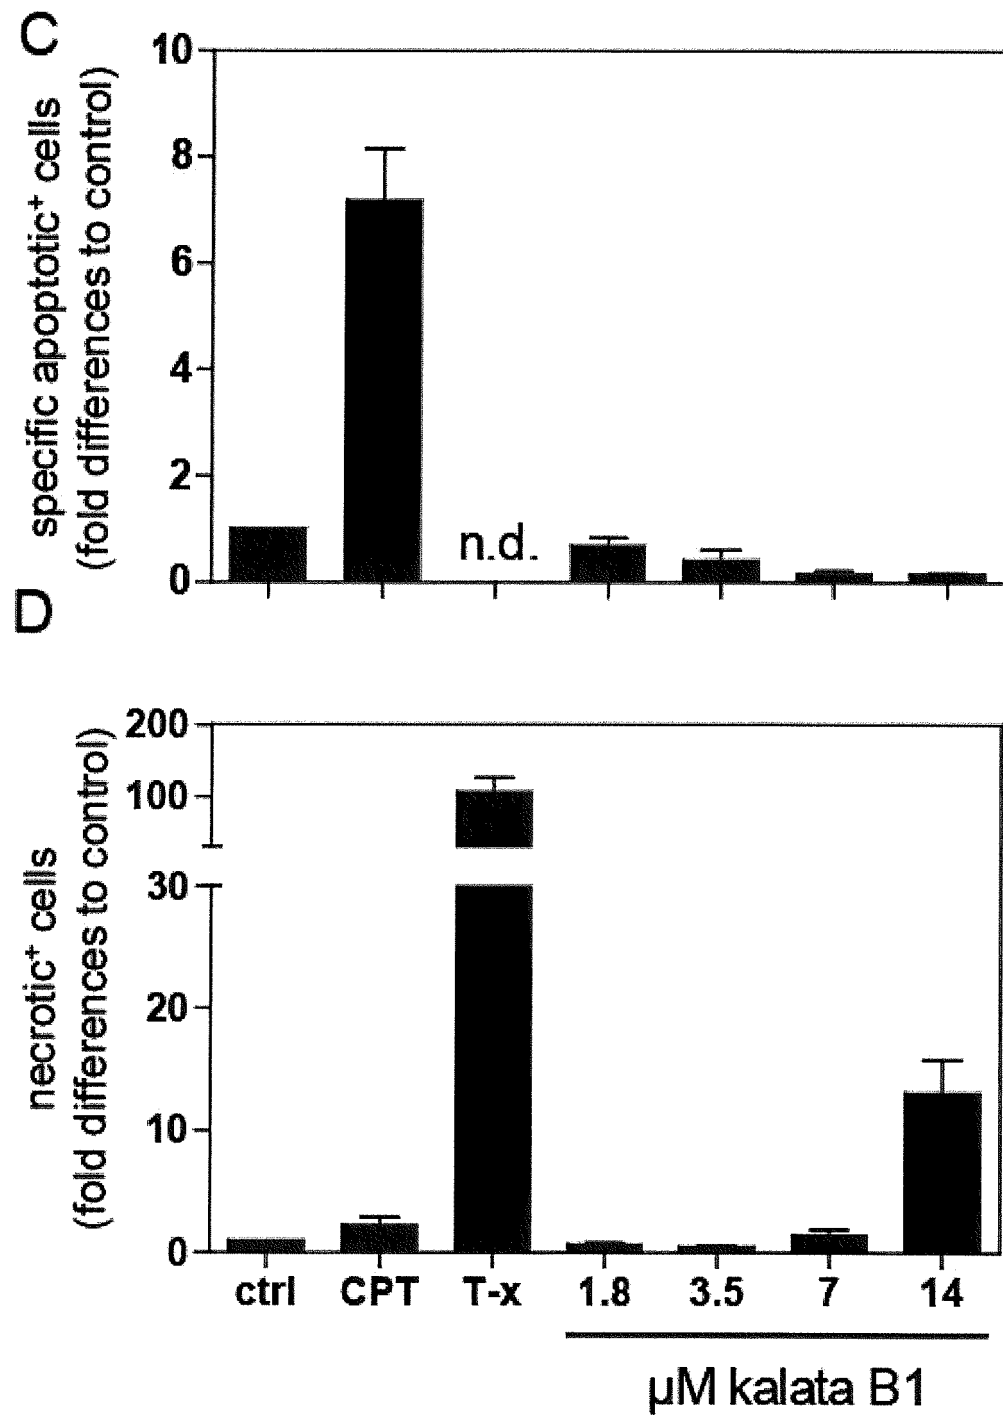 C
specific apoptotic⁺ cells
(fold differences to control)
10
8
6
4
2
0
n.d.
D
necrotic⁺ cells
(fold differences to control)
200
100
30
20
10
0
ctrl CPT T-x 1.8 3.5 7 14
µM kalata B1